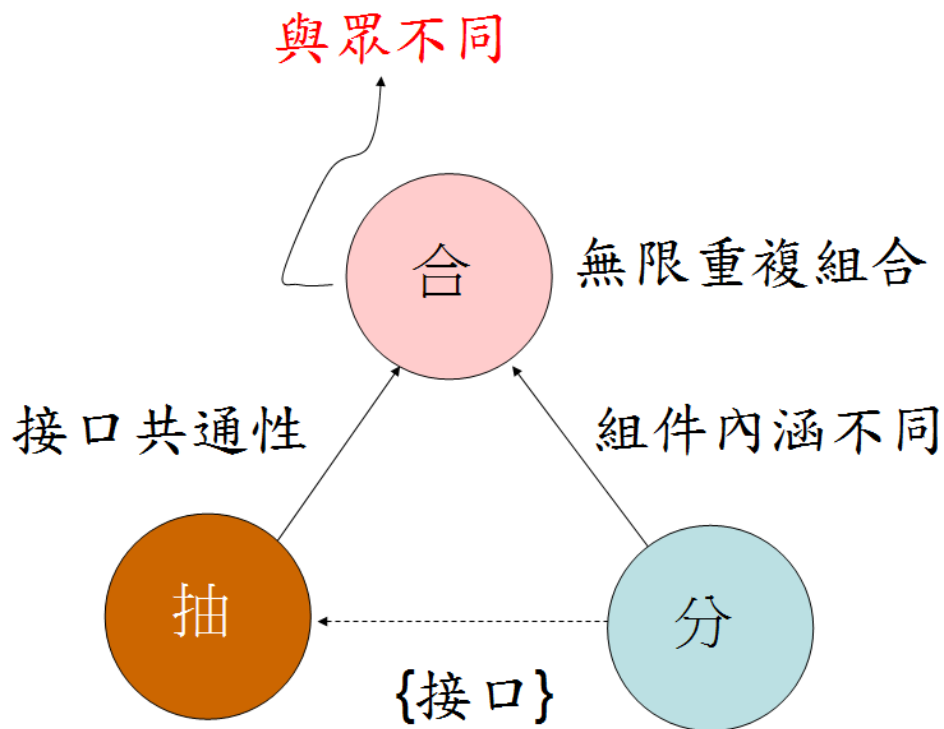 與眾不同
合
無限重複組合
接口共通性
組件內涵不同
抽
分
{接口}